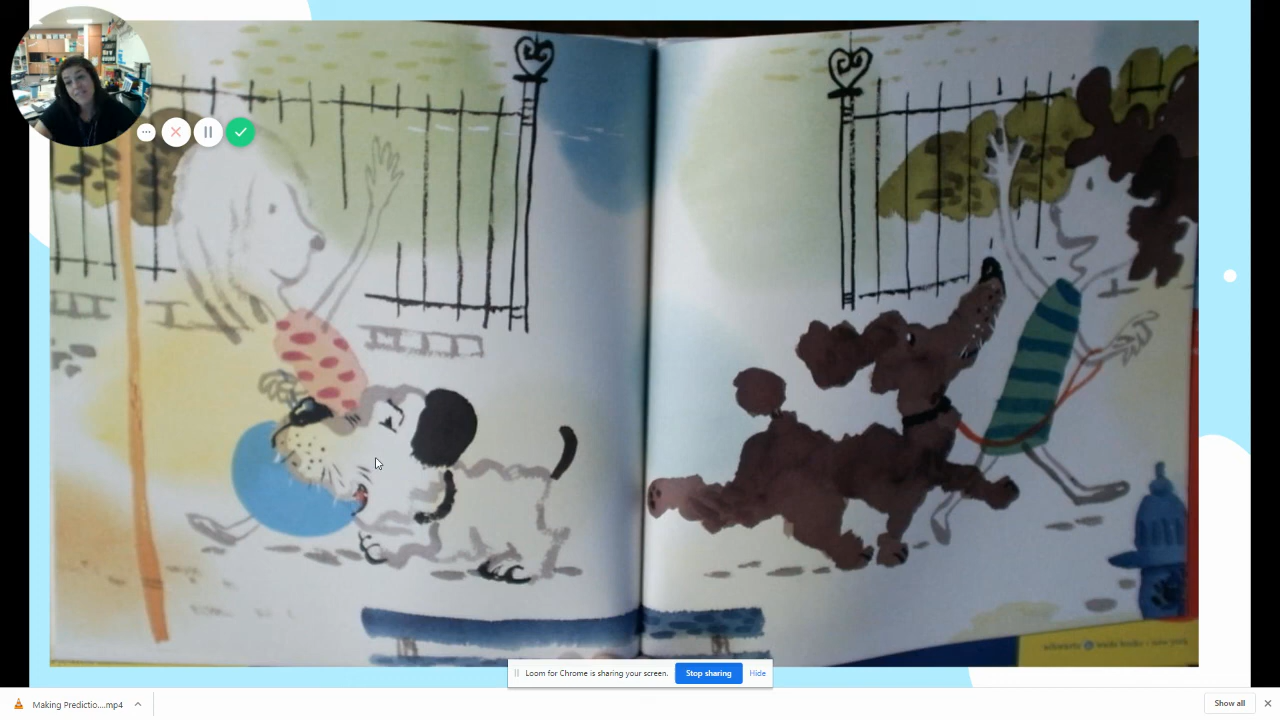 Loom for Chrome is sharing your screen.
Stop sharing
Hide
Making Predictio....mp4
Show all